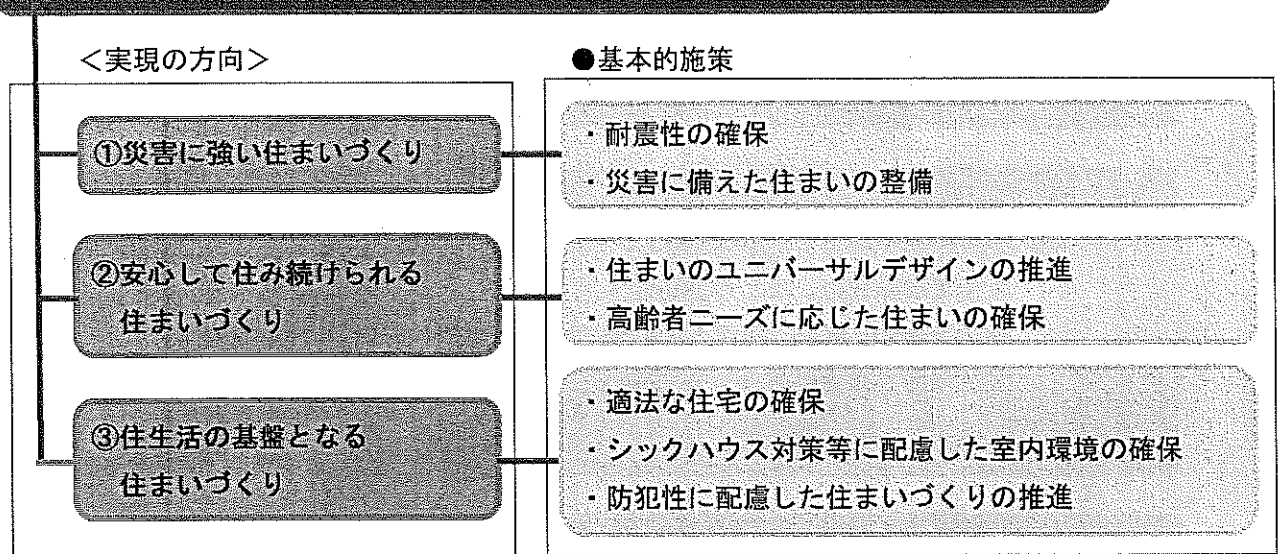 <実現の方向>
●基本的施策
①災害に強い住まいづくり
・耐震性の確保
・災害に備えた住まいの整備
②安心して住み続けられる
住まいづくり
・住まいのユニバーサルデザインの推進
・高齢者ニーズに応じた住まいの確保
③住生活の基盤となる
住まいづくり
・適法な住宅の確保
・シックハウス対策等に配慮した室内環境の確保
・防犯性に配慮した住まいづくりの推進